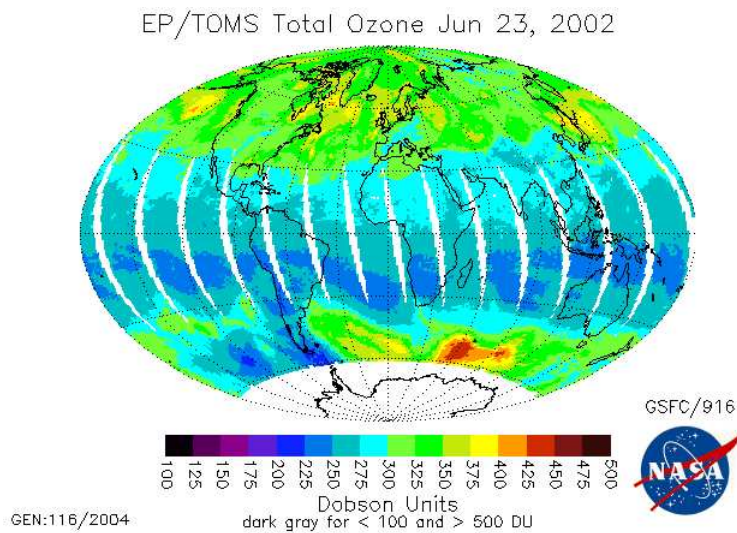 EP/TOMS Total Ozone Jun 23, 2002
GSFC/916
100 125 150 175 200 225 250 275 300 325 350 375 400 425 450 475 500
Dobson Units
dark gray for < 100 and > 500 DU
GEN:116/2004
NASA